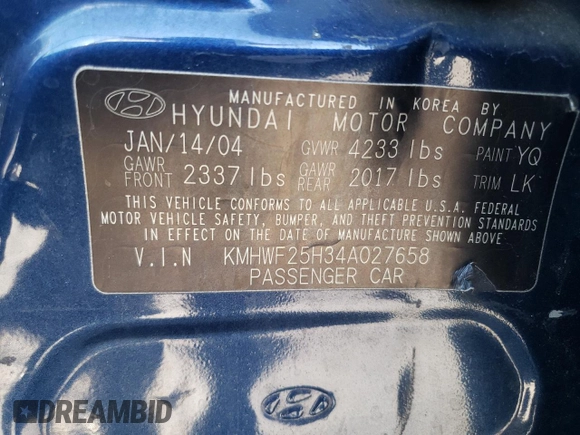 MANUFACTURED IN KOREA BY
HYUNDAI MOTOR COMPANY
JAN/14/04 GVWR 4233 lbs PAINT YQ
GAWR FRONT 2337 lbs GAWR REAR 2017 lbs TRIM LK
THIS VEHICLE CONFORMS TO ALL APPLICABLE U.S.A. FEDERAL
MOTOR VEHICLE SAFETY, BUMPER, AND THEFT PREVENTION STANDARDS
IN EFFECT ON THE DATE OF MANUFACTURE SHOWN ABOVE
V.I.N KMHWF25H34A027658
PASSENGER CAR
DREAMBID